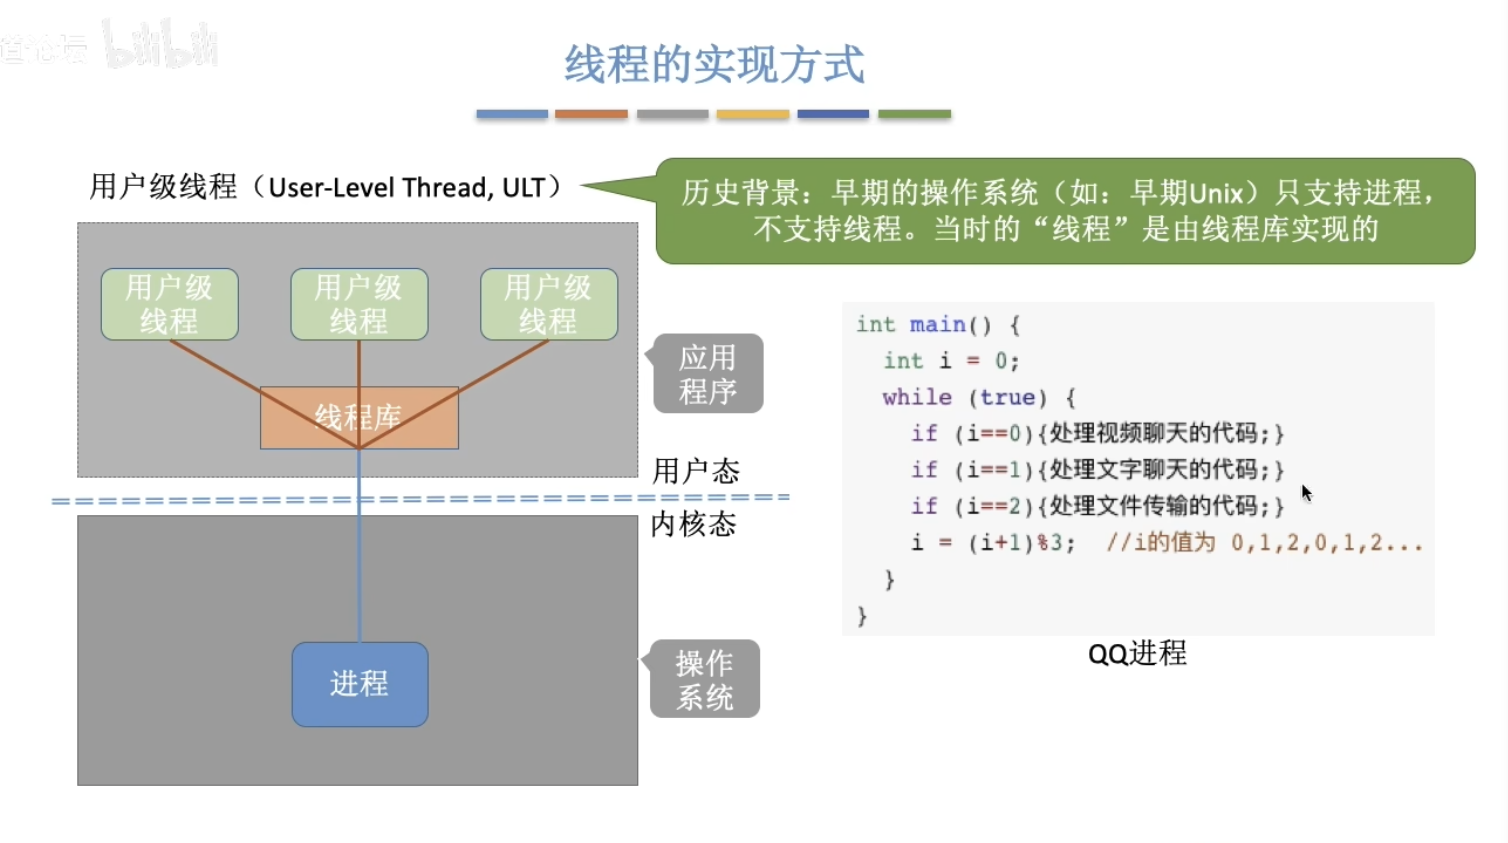 道论坛 bilibili
线程的实现方式
用户级线程（User-Level Thread, ULT）
历史背景：早期的操作系统（如：早期Unix）只支持进程，
不支持线程。当时的“线程”是由线程库实现的
用户级
线程
用户级
线程
用户级
线程
线程库
应用
程序
用户态
内核态
进程
操作
系统
int main() {
int i = 0;
while (true) {
if (i==0){处理视频聊天的代码;}
if (i==1){处理文字聊天的代码;}
if (i==2){处理文件传输的代码;}
i = (i+1)%3; //i的值为 0,1,2,0,1,2...
}
}
QQ进程